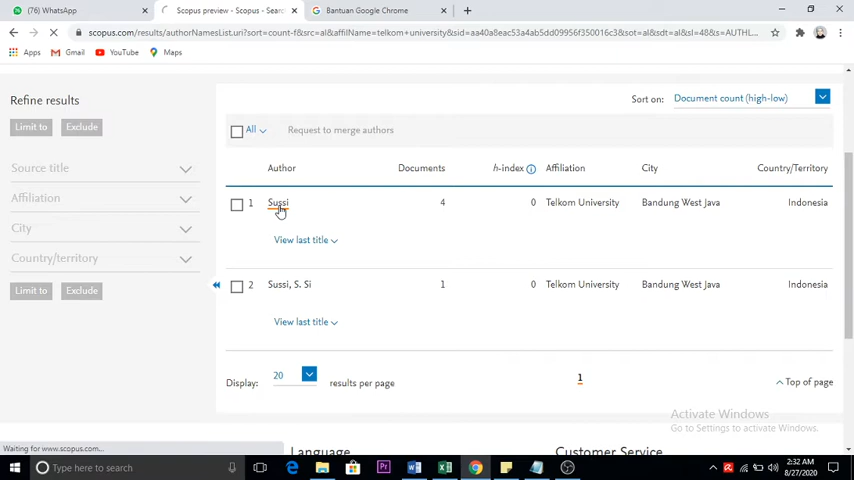 (76) WhatsApp
Scopus preview - Scopus - Sear
Bantuan Google Chrome
scopus.com/results/authorNamesList.uri?sort=count-f&src=al&affilName=telkom+university&sid=aa40a8eac53a4ab5dd09956f350016c3&sot=al&sdt=al&sl=48&s=AUTHL
Apps
Gmail
YouTube
Maps
Refine results
Limit to
Exclude
Source title
Affiliation
City
Country/territory
Limit to
Exclude
Sort on: Document count (high-low)
All
Request to merge authors
Author Documents h-index Affiliation City Country/Territory
1 Sussi 4 0 Telkom University Bandung West Java Indonesia
View last title
2 Sussi, S. Si 1 0 Telkom University Bandung West Java Indonesia
View last title
Display: 20 results per page
1
Top of page
Activate Windows
Go to Settings to activate Windows.
Waiting for www.scopus.com...
Language
Customer Service
Type here to search
2:32 AM
8/27/2020